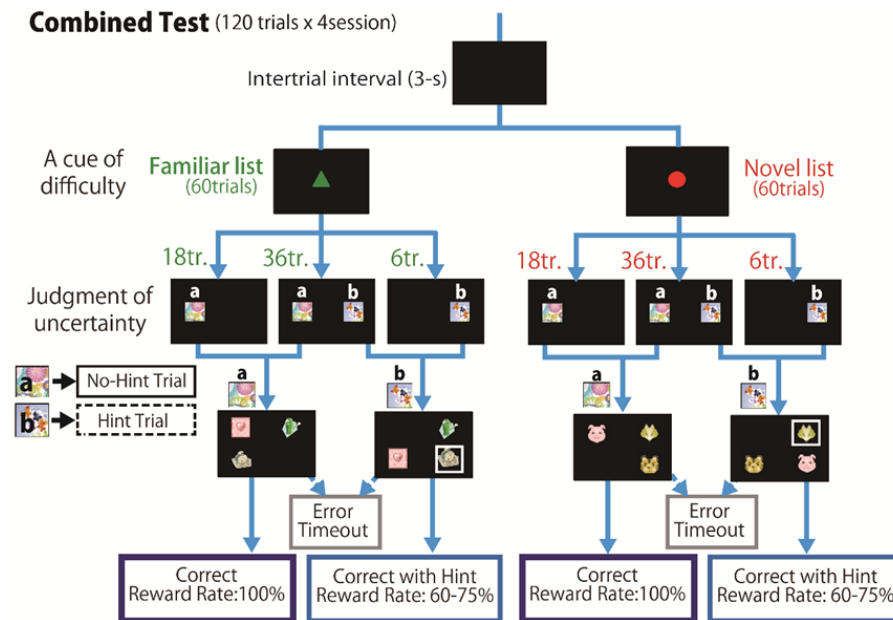 Combined Test (120 trials x 4session)
Intertrial interval (3-s)
A cue of
difficulty
Familiar list
(60trials)
Novel list
(60trials)
18tr. 36tr. 6tr. 18tr. 36tr. 6tr.
Judgment of
uncertainty
a a b b a a b b
a No-Hint Trial
b Hint Trial
a b a b
Error
Timeout
Error
Timeout
Correct
Reward Rate:100%
Correct with Hint
Reward Rate: 60-75%
Correct
Reward Rate:100%
Correct with Hint
Reward Rate: 60-75%